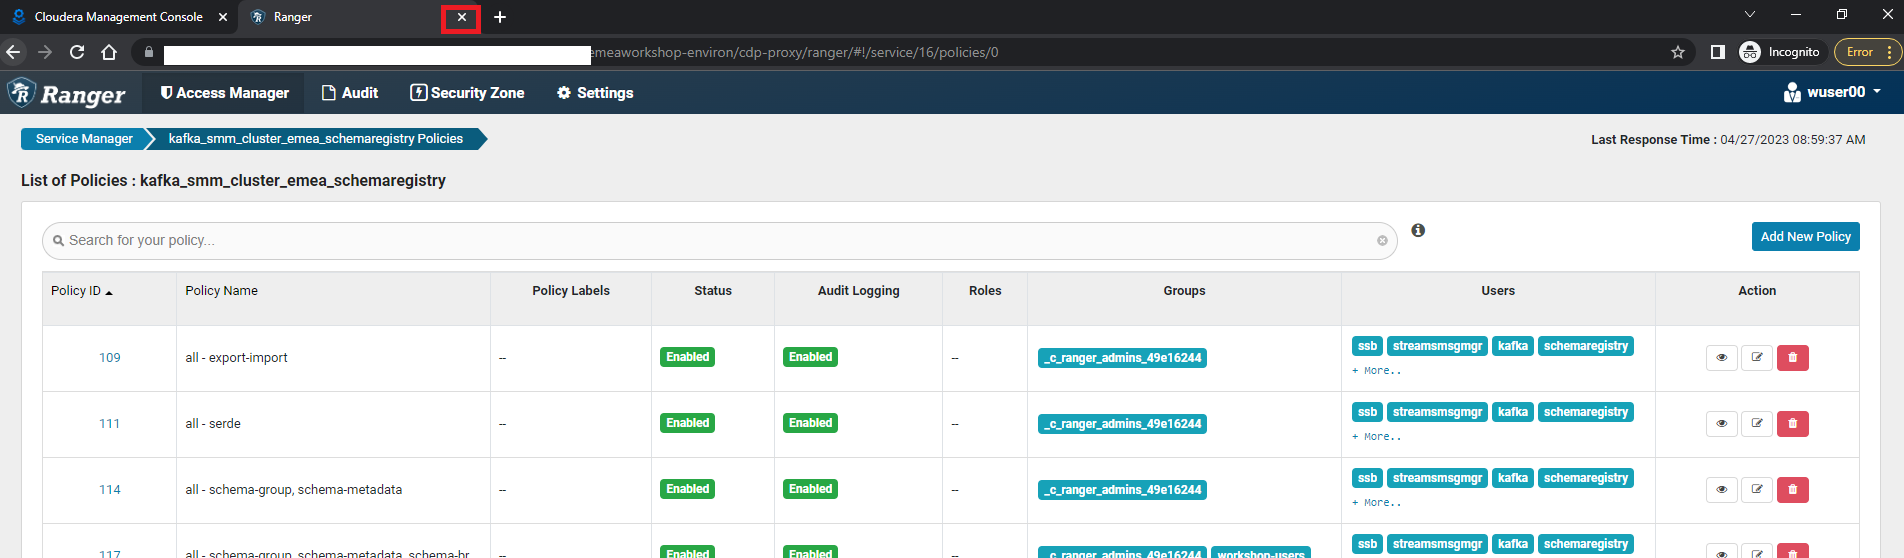 Cloudera Management Console
Ranger
emeaworkshop-environ/cdp-proxy/ranger/#!/service/16/policies/0
Incognito
Error
Ranger Access Manager Audit Security Zone Settings wuser00
Service Manager kafka_smm_cluster_emea_schemaregistry Policies
Last Response Time : 04/27/2023 08:59:37 AM
List of Policies : kafka_smm_cluster_emea_schemaregistry
Search for your policy...
Add New Policy
Policy ID Policy Name Policy Labels Status Audit Logging Roles Groups Users Action
109 all - export-import -- Enabled Enabled -- _c_ranger_admins_49e16244 ssb streamsmsgmgr kafka schemaregistry
+ More..
111 all - serde -- Enabled Enabled -- _c_ranger_admins_49e16244 ssb streamsmsgmgr kafka schemaregistry
+ More..
114 all - schema-group, schema-metadata -- Enabled Enabled -- _c_ranger_admins_49e16244 ssb streamsmsgmgr kafka schemaregistry
+ More..
117 all - schema-group, schema-metadata, schema-br Enabled Enabled _c_ranger_admins_49e16244 workshop-users ssb streamsmsgmgr kafka schemaregistry